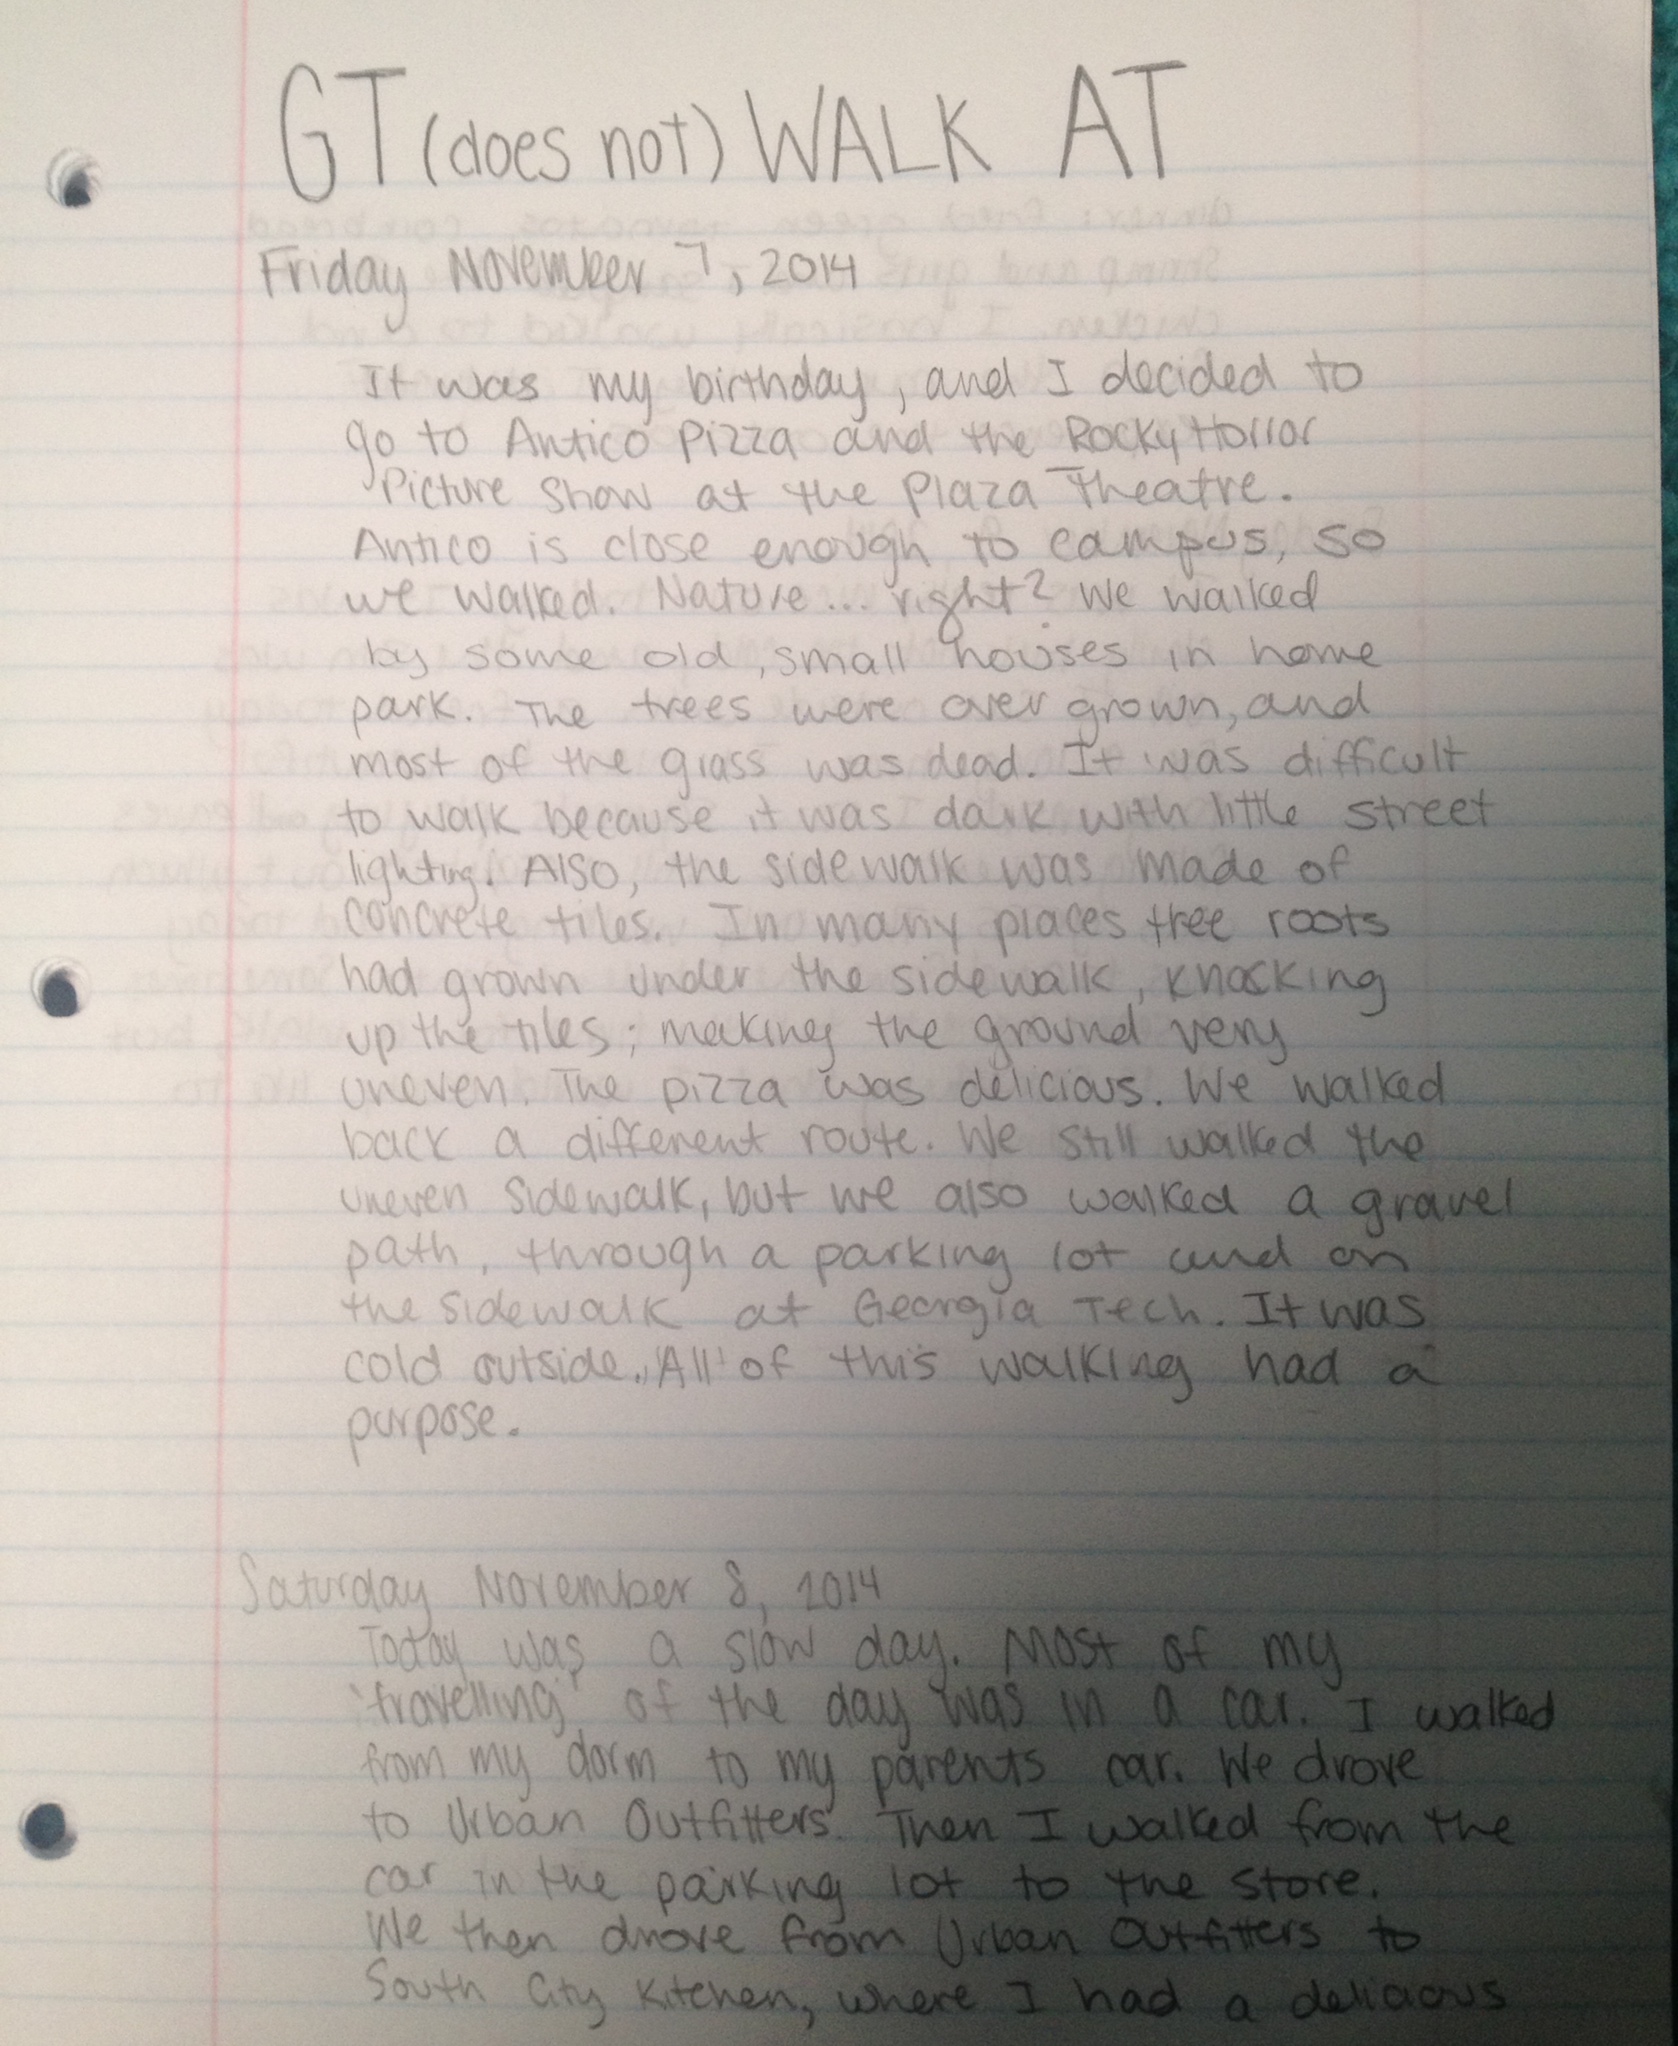 GT (does not) WALK AT
Friday November 7, 2014
It was my birthday, and I decided to
go to Antico Pizza and the Rocky Horror
Picture Show at the Plaza Theatre.
Antico is close enough to campus, so
we walked. Nature... right? We walked
by some old, small houses in home
park. The trees were over grown, and
most of the grass was dead. It was difficult
to walk because it was dark with little street
lighting. Also, the sidewalk was made of
concrete tiles. In many places tree roots
had grown under the sidewalk, knocking
up the tiles; making the ground very
uneven. The pizza was delicious. We walked
back a different route. We still walked the
uneven sidewalk, but we also walked a gravel
path, through a parking lot and on
the sidewalk at Georgia Tech. It was
cold outside. All of this walking had a
purpose.
Saturday November 8, 2014
Today was a slow day. Most of my
'travelling' of the day was in a car. I walked
from my dorm to my parents car. We drove
to Urban Outfitters. Then I walked from the
car in the parking lot to the store.
We then drove from Urban Outfitters to
South City Kitchen, where I had a delicious